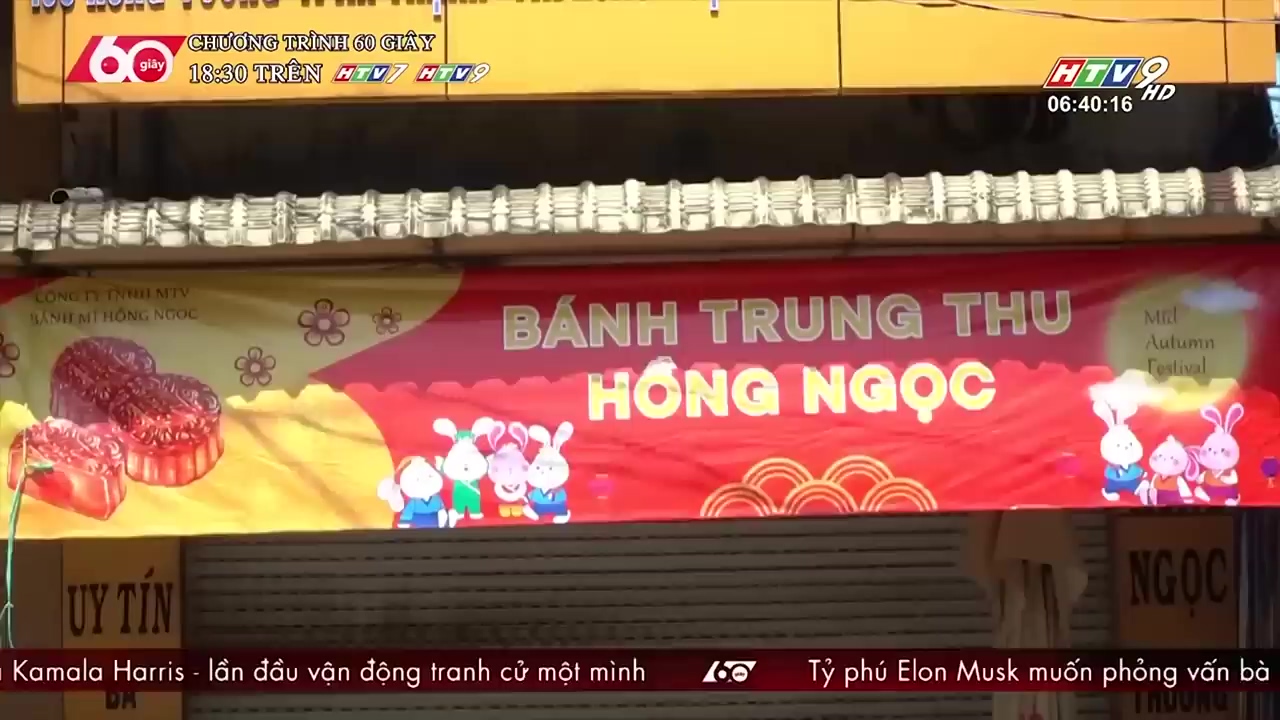 60 giây
CHƯƠNG TRÌNH 60 GIÂY
18:30 TRÊN HTV7 HTV9
HTV9 HD
06:40:16
CÔNG TY TNHH MTV
BÁNH MÌ HỒNG NGỌC
BÁNH TRUNG THU
HỒNG NGỌC
Mid
Autumn
Festival
UY TÍN
NGỌC
Kamala Harris - lần đầu vận động tranh cử một mình 60 giây Tỷ phú Elon Musk muốn phỏng vấn bà